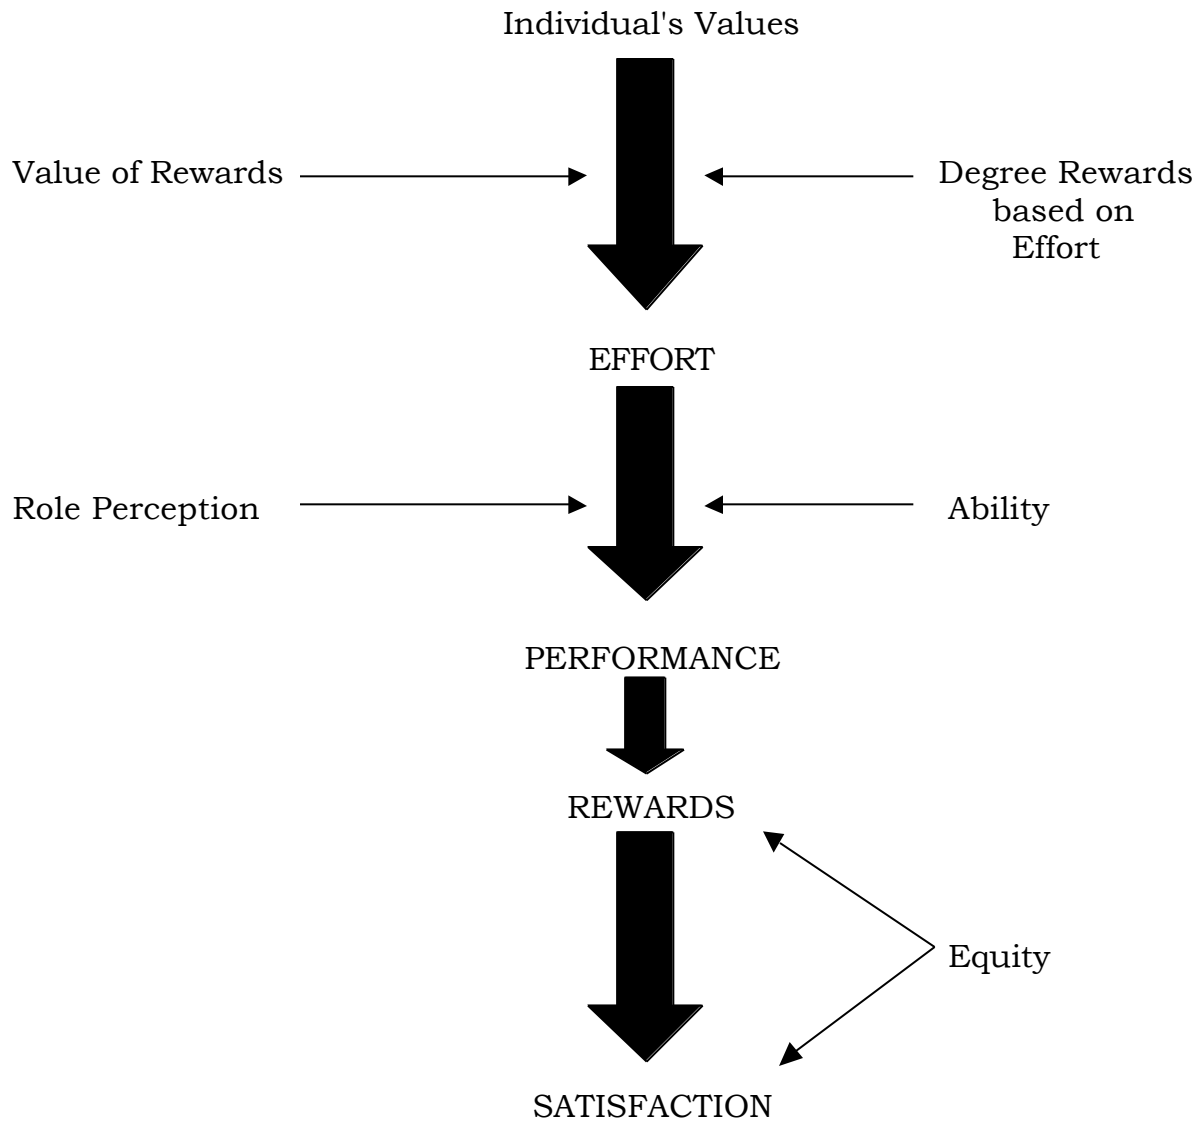 Individual's Values
Value of Rewards
Degree Rewards
based on
Effort
EFFORT
Role Perception
Ability
PERFORMANCE
REWARDS
Equity
SATISFACTION